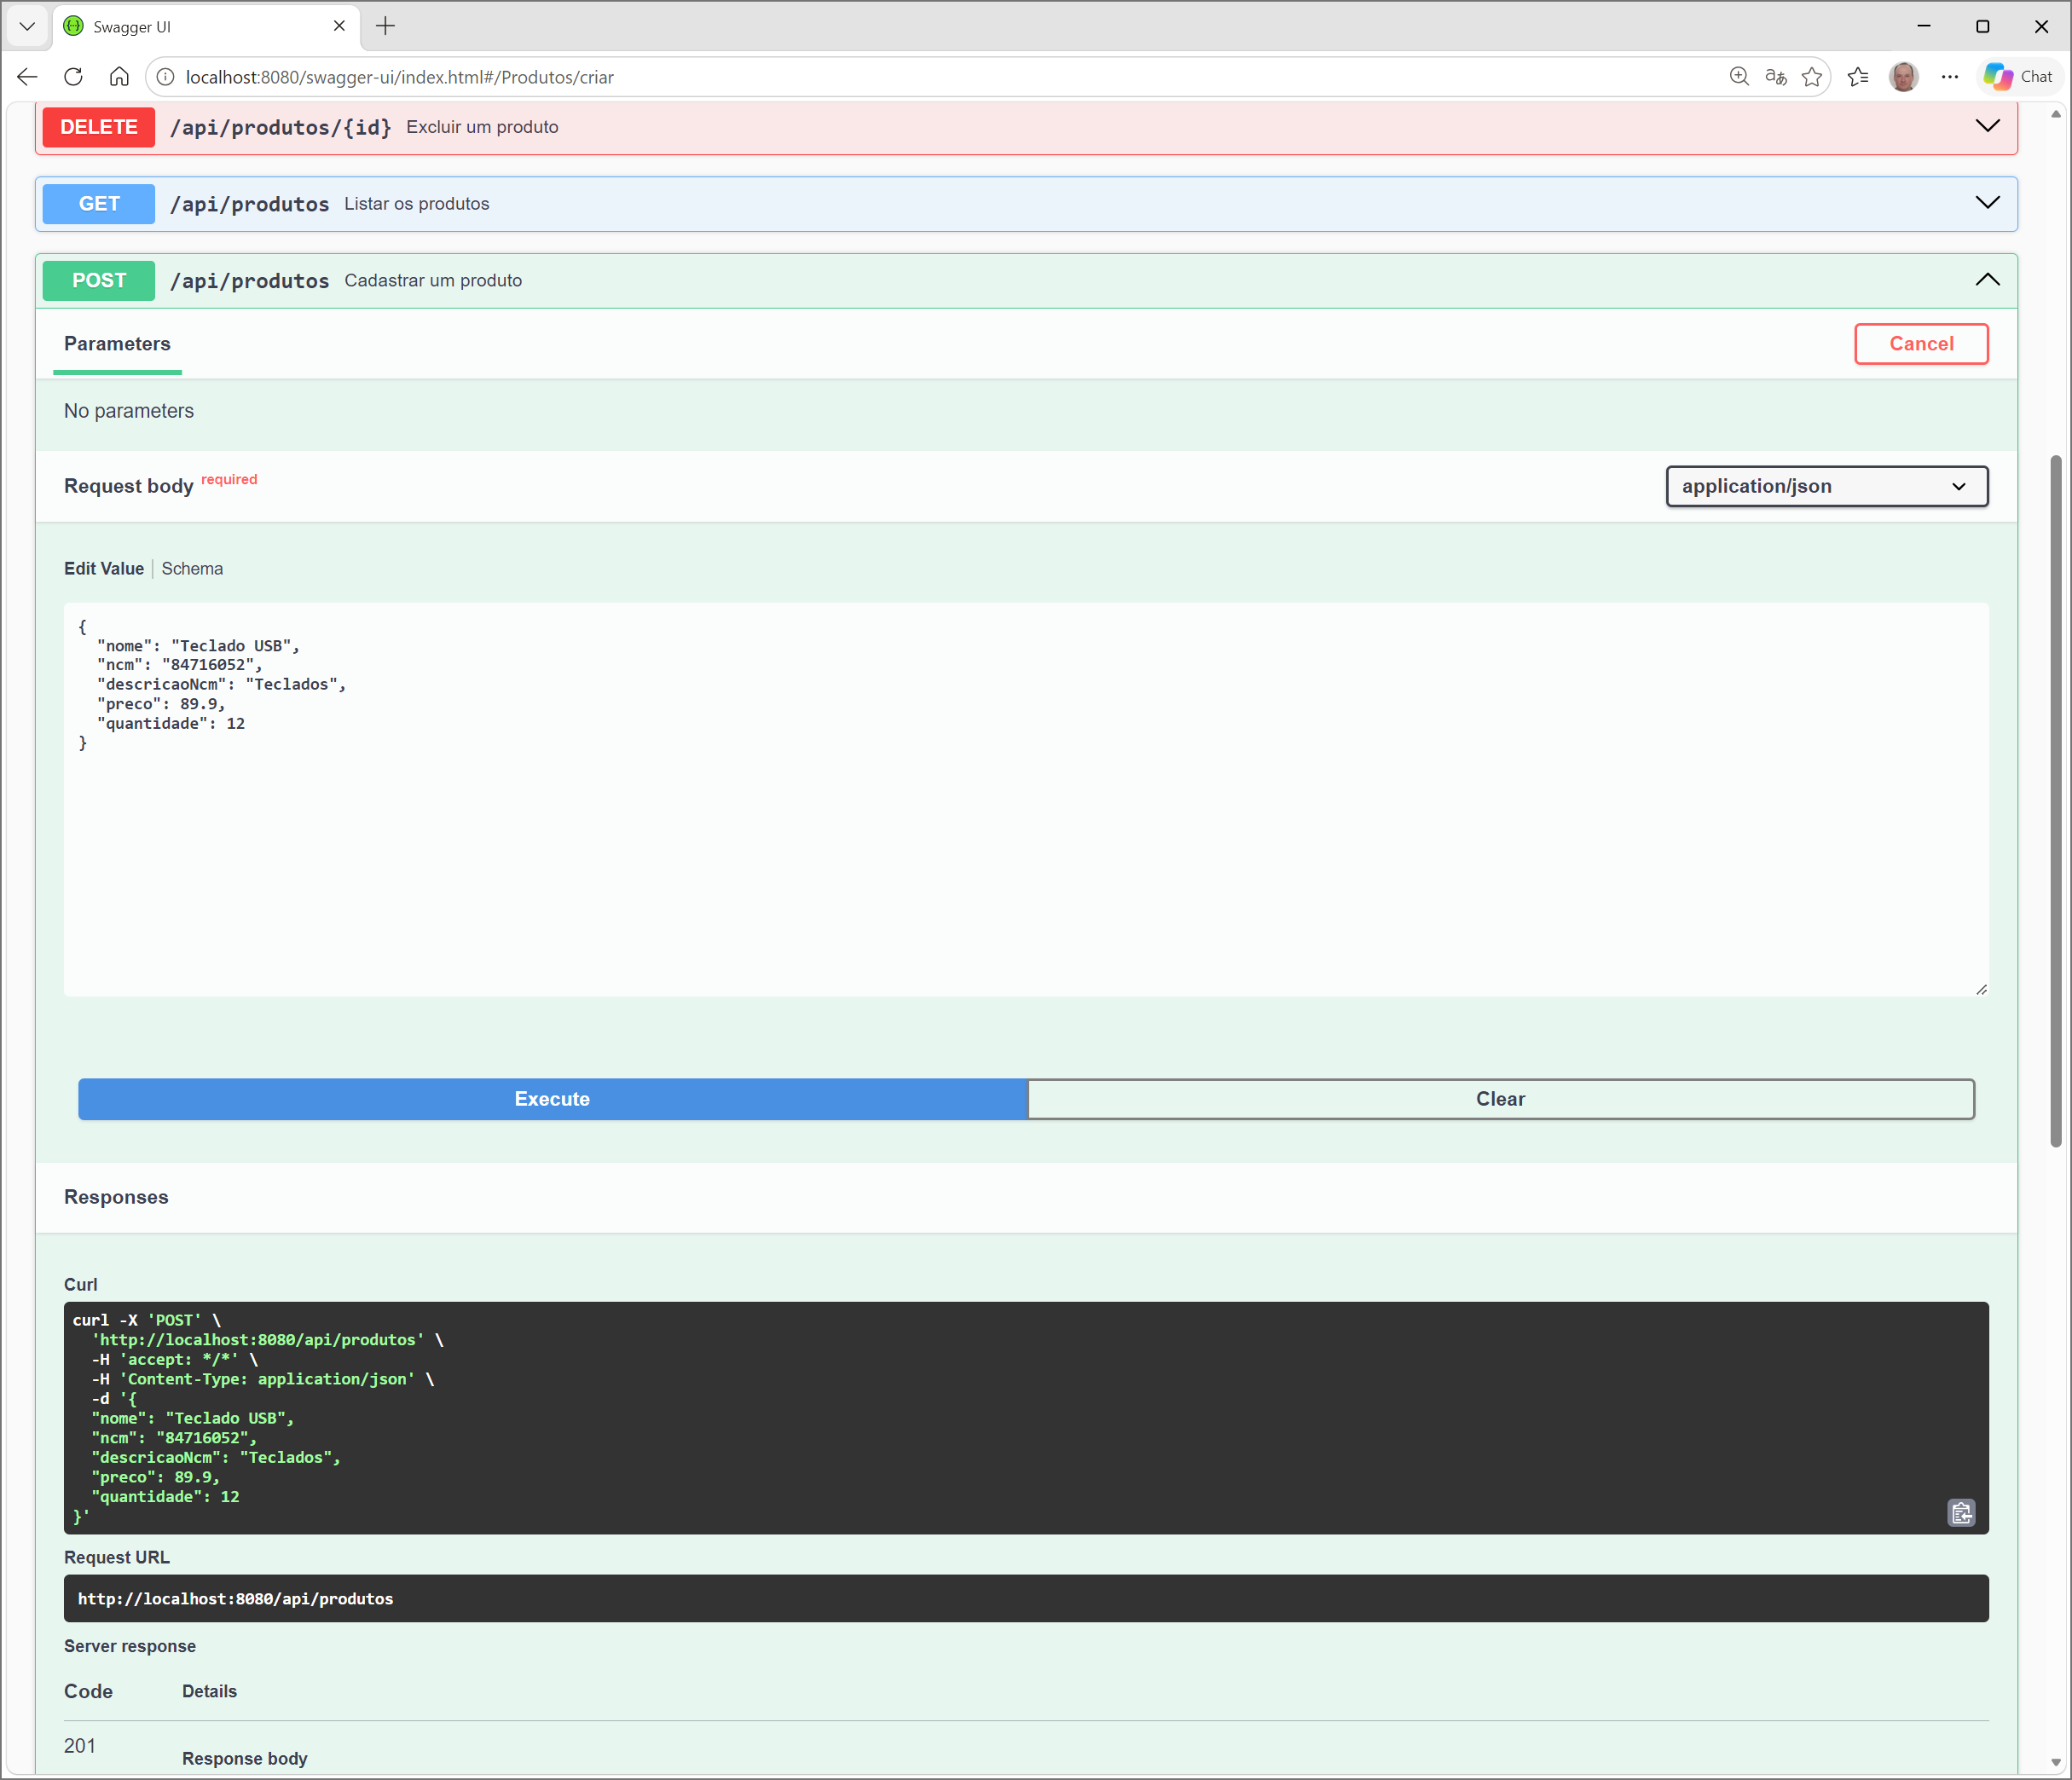 Swagger UI
localhost:8080/swagger-ui/index.html#/Produtos/criar
Chat
DELETE /api/produtos/{id} Excluir um produto
GET /api/produtos Listar os produtos
POST /api/produtos Cadastrar um produto
Parameters
Cancel
No parameters
Request body required
application/json
Edit Value | Schema
{
  "nome": "Teclado USB",
  "ncm": "84716052",
  "descricaoNcm": "Teclados",
  "preco": 89.9,
  "quantidade": 12
}
Execute
Clear
Responses
Curl
curl -X 'POST' \
  'http://localhost:8080/api/produtos' \
  -H 'accept: */*' \
  -H 'Content-Type: application/json' \
  -d '{
  "nome": "Teclado USB",
  "ncm": "84716052",
  "descricaoNcm": "Teclados",
  "preco": 89.9,
  "quantidade": 12
}'
Request URL
http://localhost:8080/api/produtos
Server response
Code Details
201
Response body